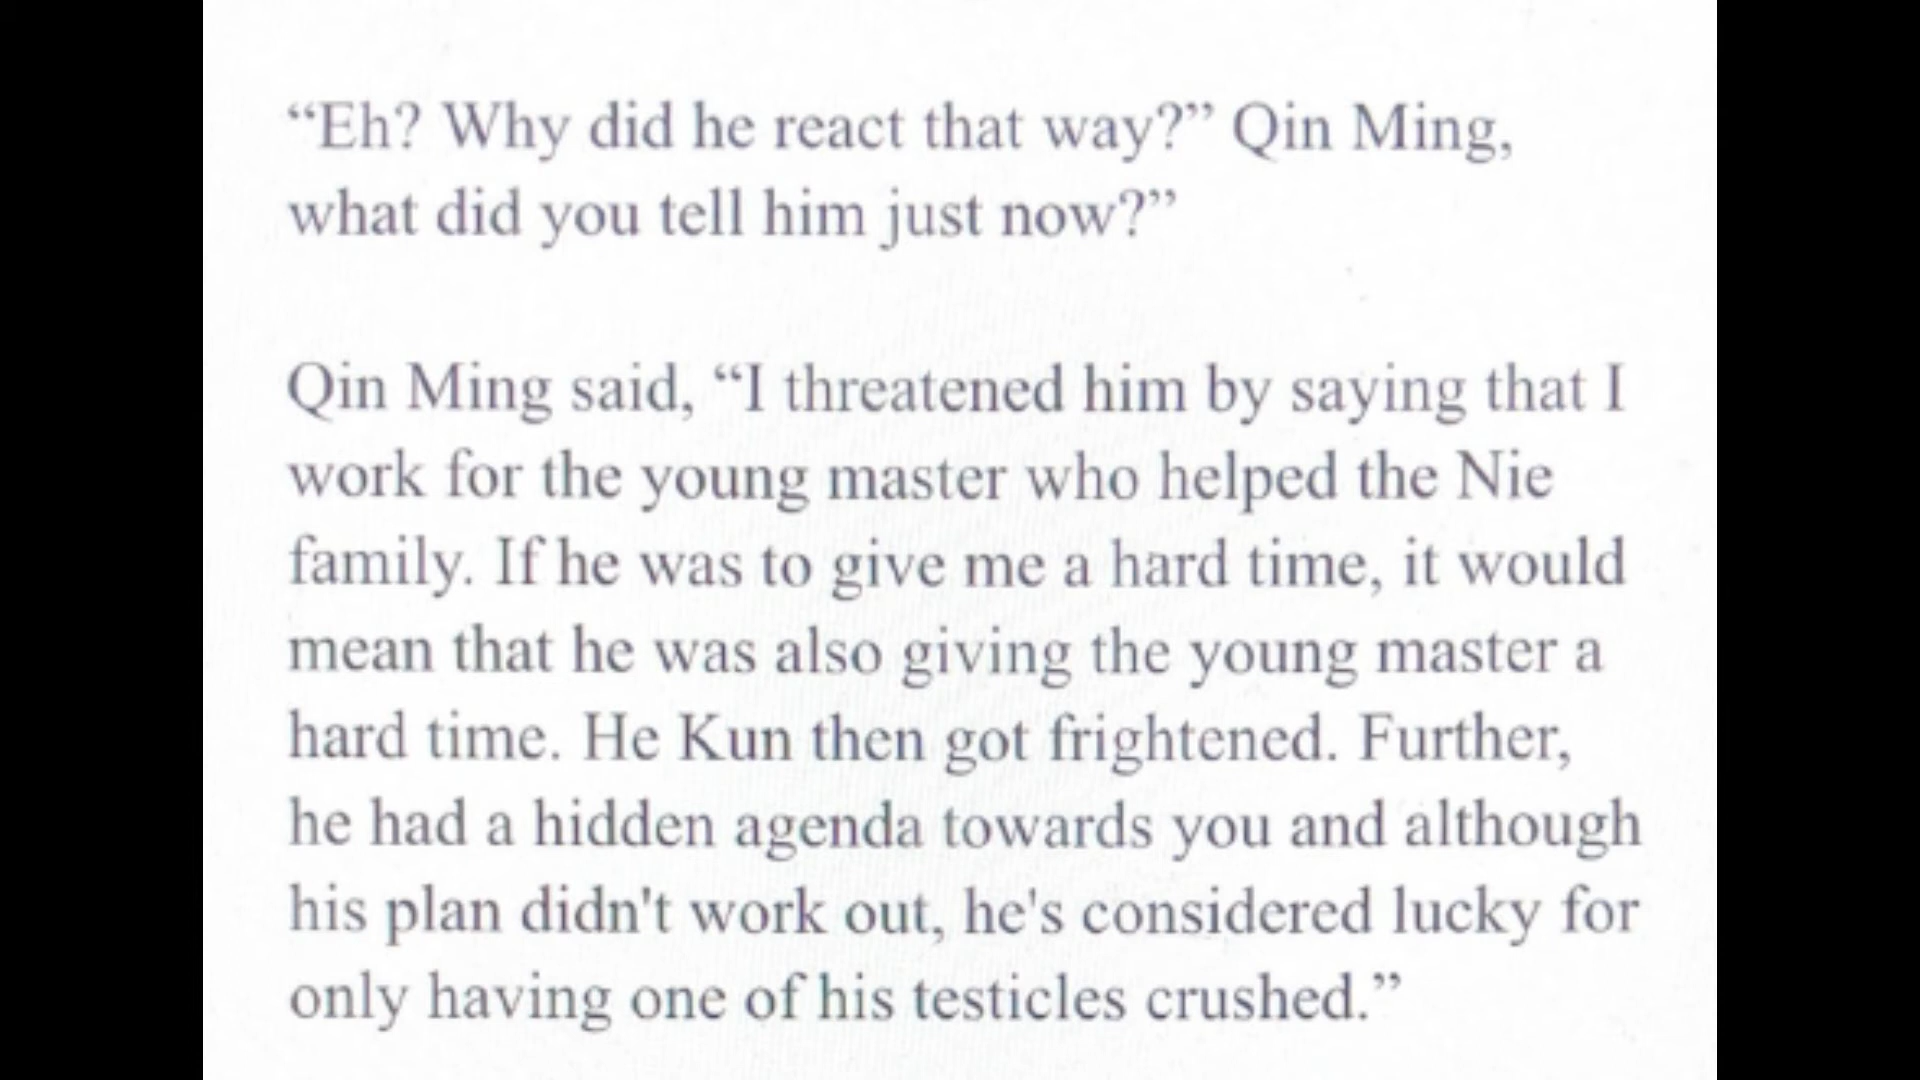 “Eh? Why did he react that way?” Qin Ming,
what did you tell him just now?”
Qin Ming said, “I threatened him by saying that I
work for the young master who helped the Nie
family. If he was to give me a hard time, it would
mean that he was also giving the young master a
hard time. He Kun then got frightened. Further,
he had a hidden agenda towards you and although
his plan didn't work out, he's considered lucky for
only having one of his testicles crushed.”